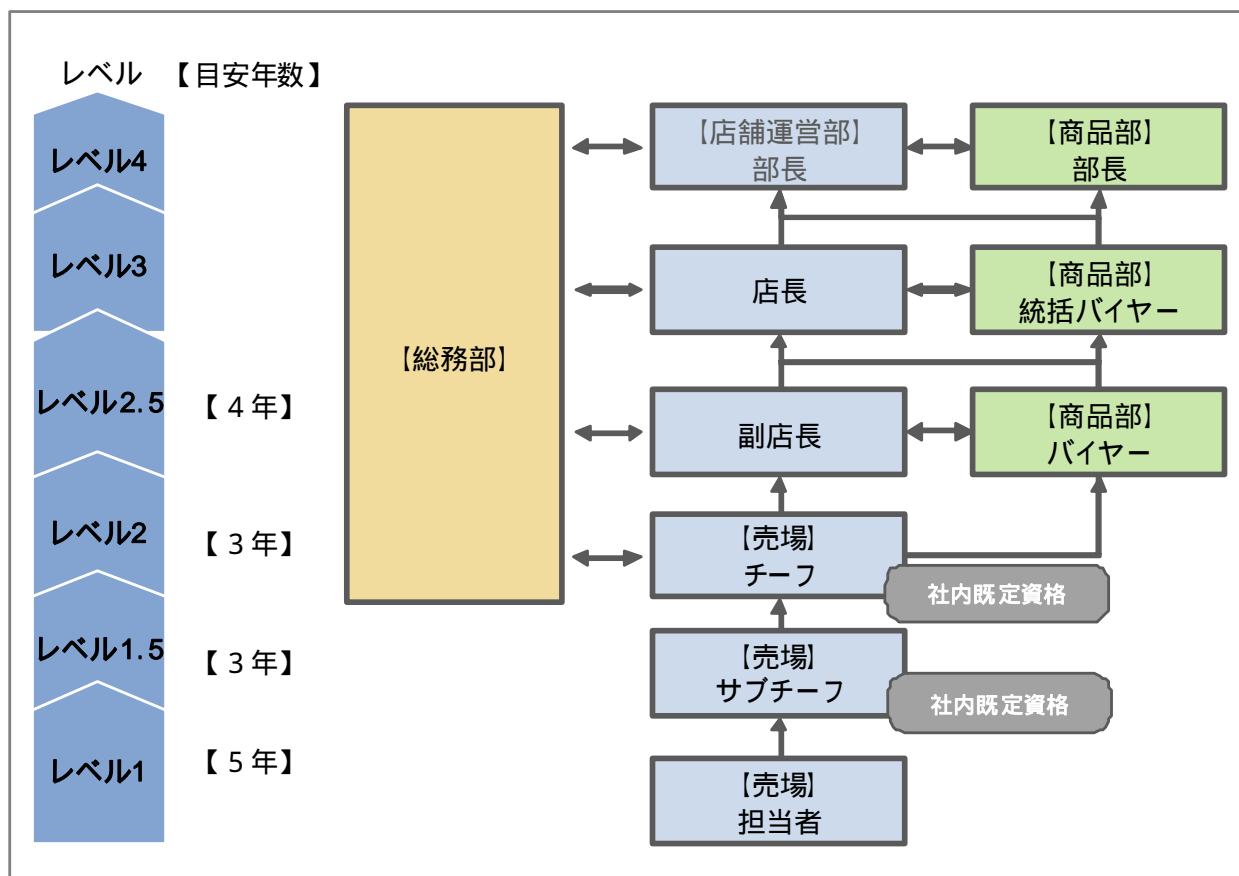 レベル 【目安年数】
レベル4
【店舗運営部】
部長
【商品部】
部長
レベル3
店長
【商品部】
統括バイヤー
【総務部】
レベル2.5
【4年】
副店長
【商品部】
バイヤー
レベル2
【3年】
【売場】
チーフ
社内既定資格
レベル1.5
【3年】
【売場】
サブチーフ
社内既定資格
レベル1
【5年】
【売場】
担当者